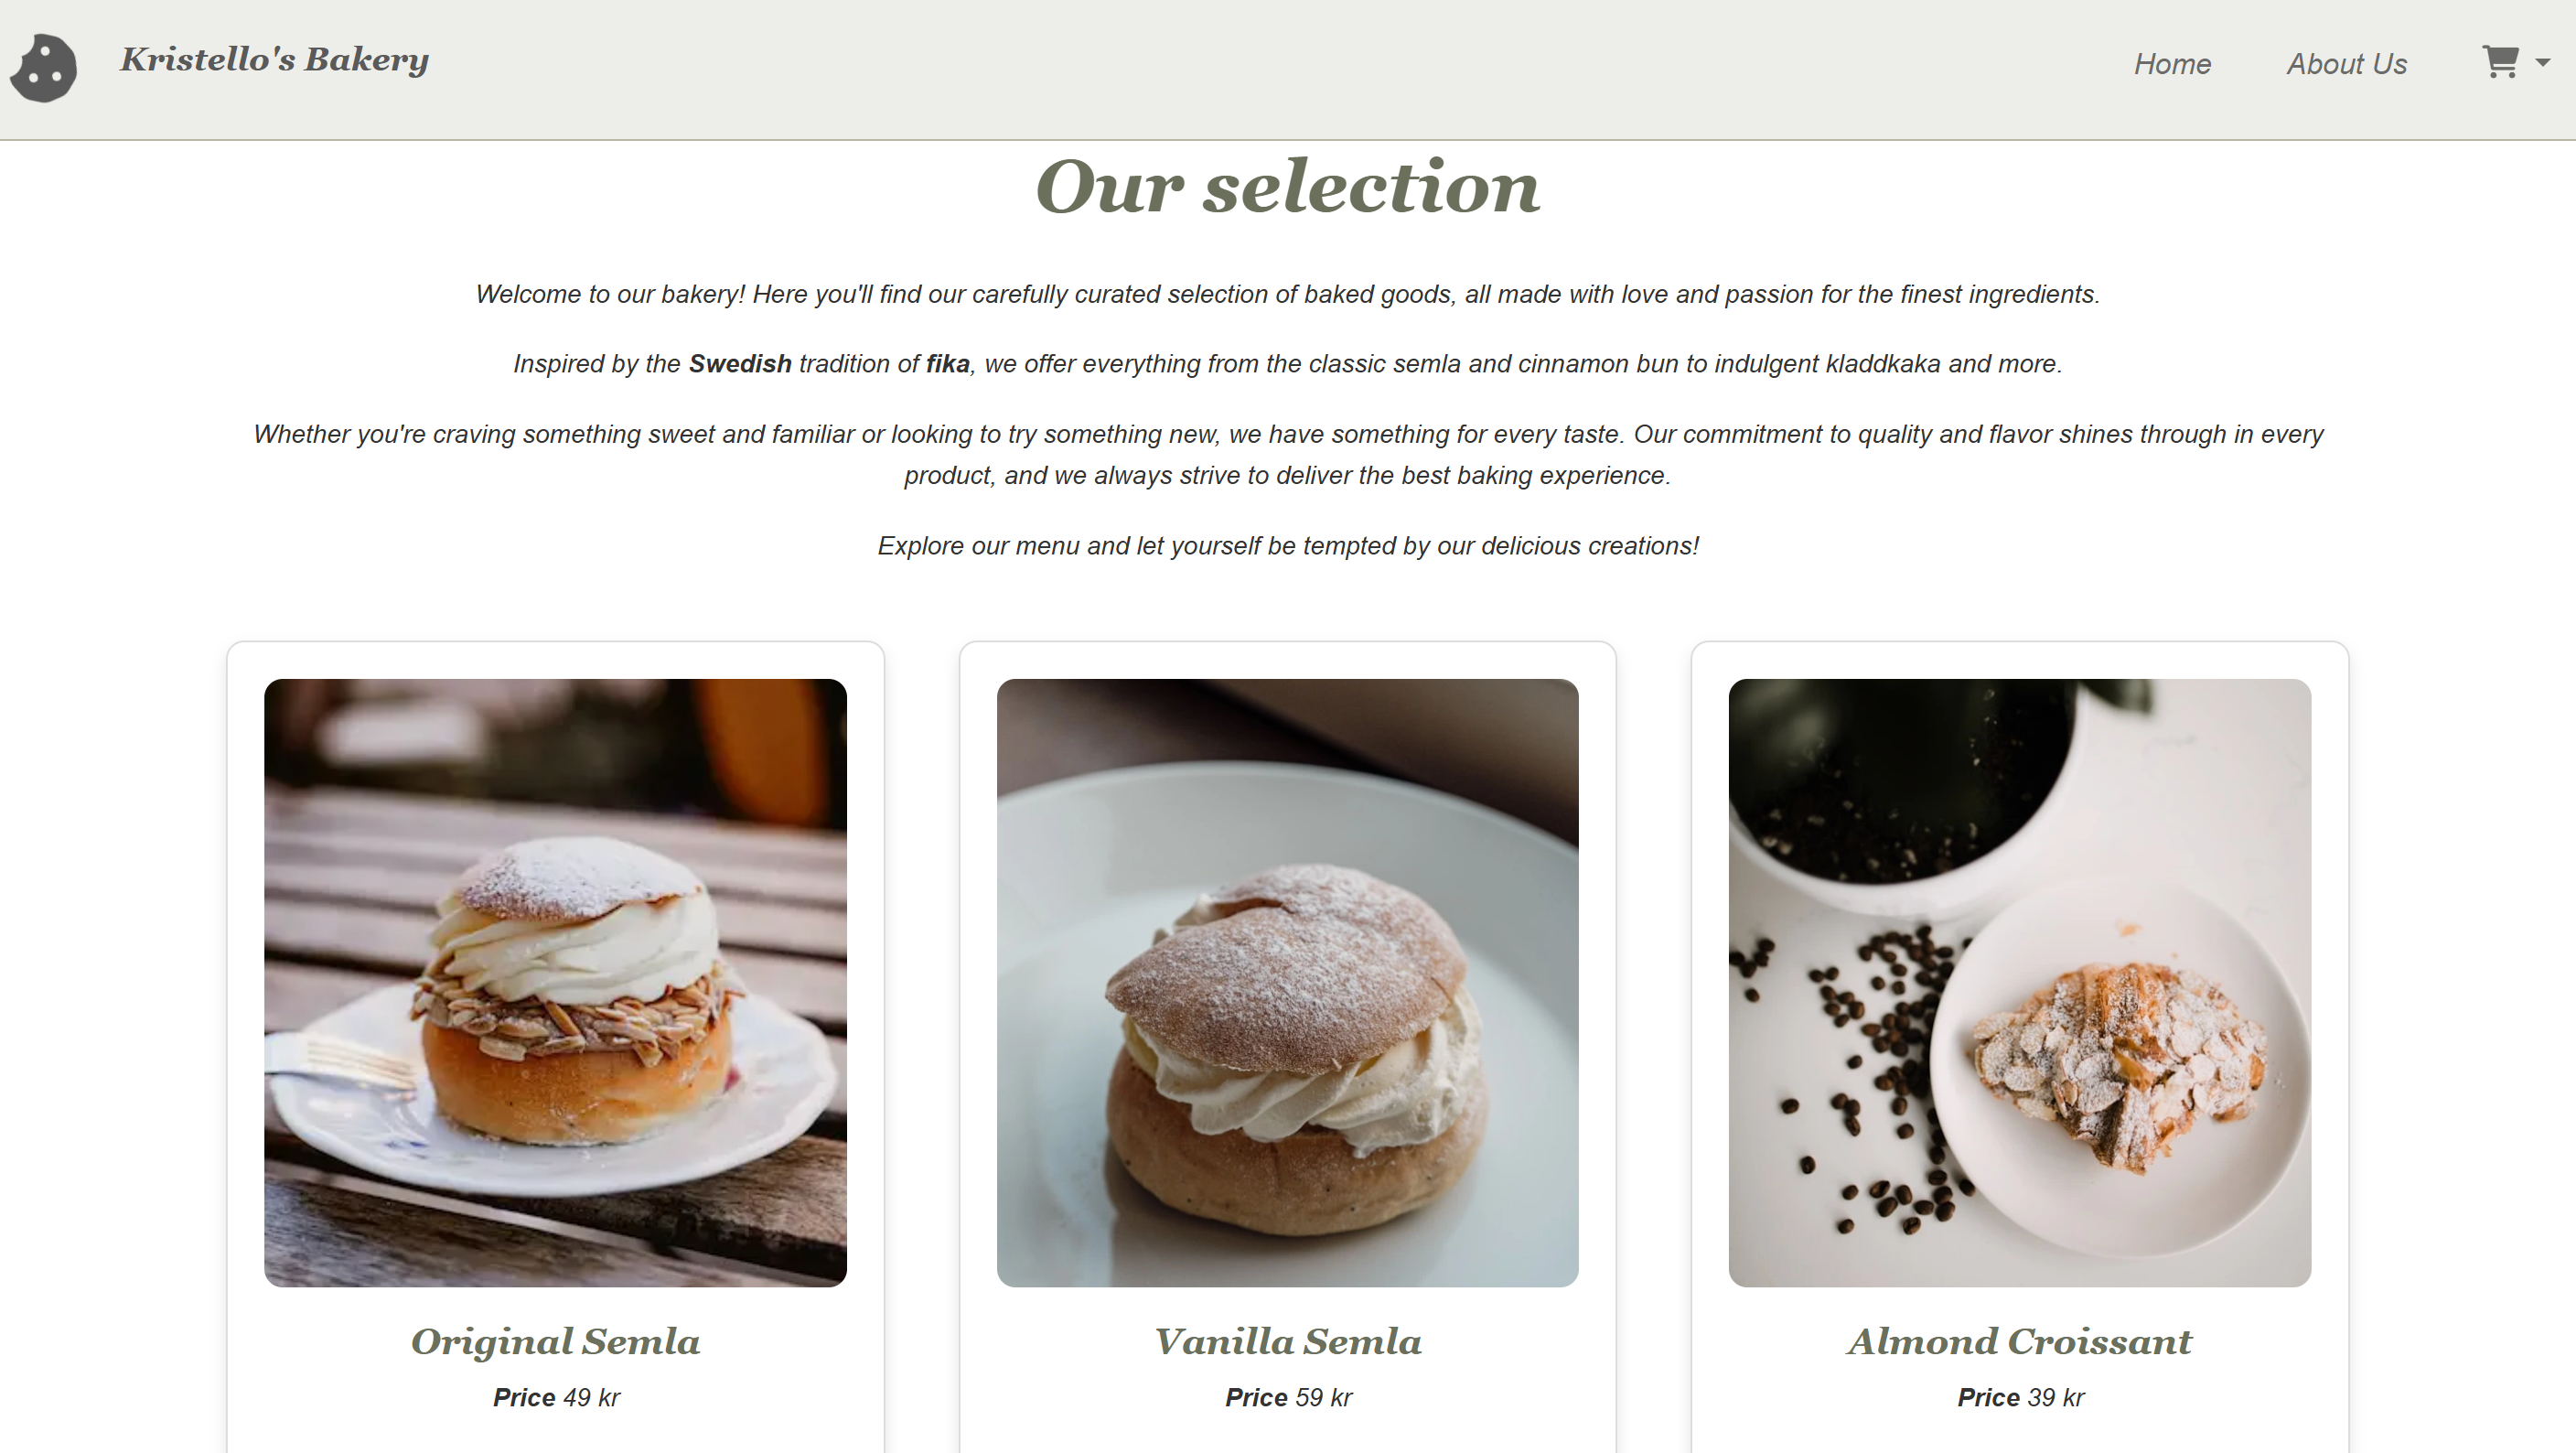 Kristello's Bakery
Home
About Us
Our selection
Welcome to our bakery! Here you'll find our carefully curated selection of baked goods, all made with love and passion for the finest ingredients.
Inspired by the Swedish tradition of fika, we offer everything from the classic semla and cinnamon bun to indulgent kladdkaka and more.
Whether you're craving something sweet and familiar or looking to try something new, we have something for every taste. Our commitment to quality and flavor shines through in every
product, and we always strive to deliver the best baking experience.
Explore our menu and let yourself be tempted by our delicious creations!
Original Semla
Price 49 kr
Vanilla Semla
Price 59 kr
Almond Croissant
Price 39 kr